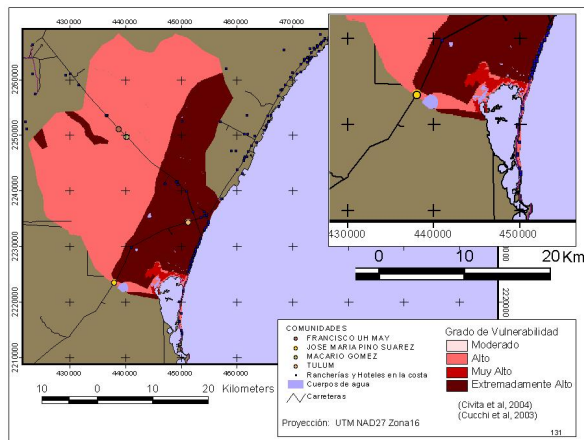 430000 440000 450000 460000 470000
2260000
2250000
2240000
2230000
2220000
2210000
430000 440000 450000
0 10 20 Km
2220000
430000 440000 450000
10 0 10 20 Kilometers
COMUNIDADES
FRANCISCO UH MAY
JOSE MARIA PINO SUAREZ
MACARIO GOMEZ
TULUM
Rancherías y Hoteles en la costa
Cuerpos de agua
Carreteras
Proyección: UTM NAD27 Zona16
Grado de Vulnerabilidad
Moderado
Alto
Muy Alto
Extremadamente Alto
(Civita et al, 2004)
(Cucchi et al, 2003)
131